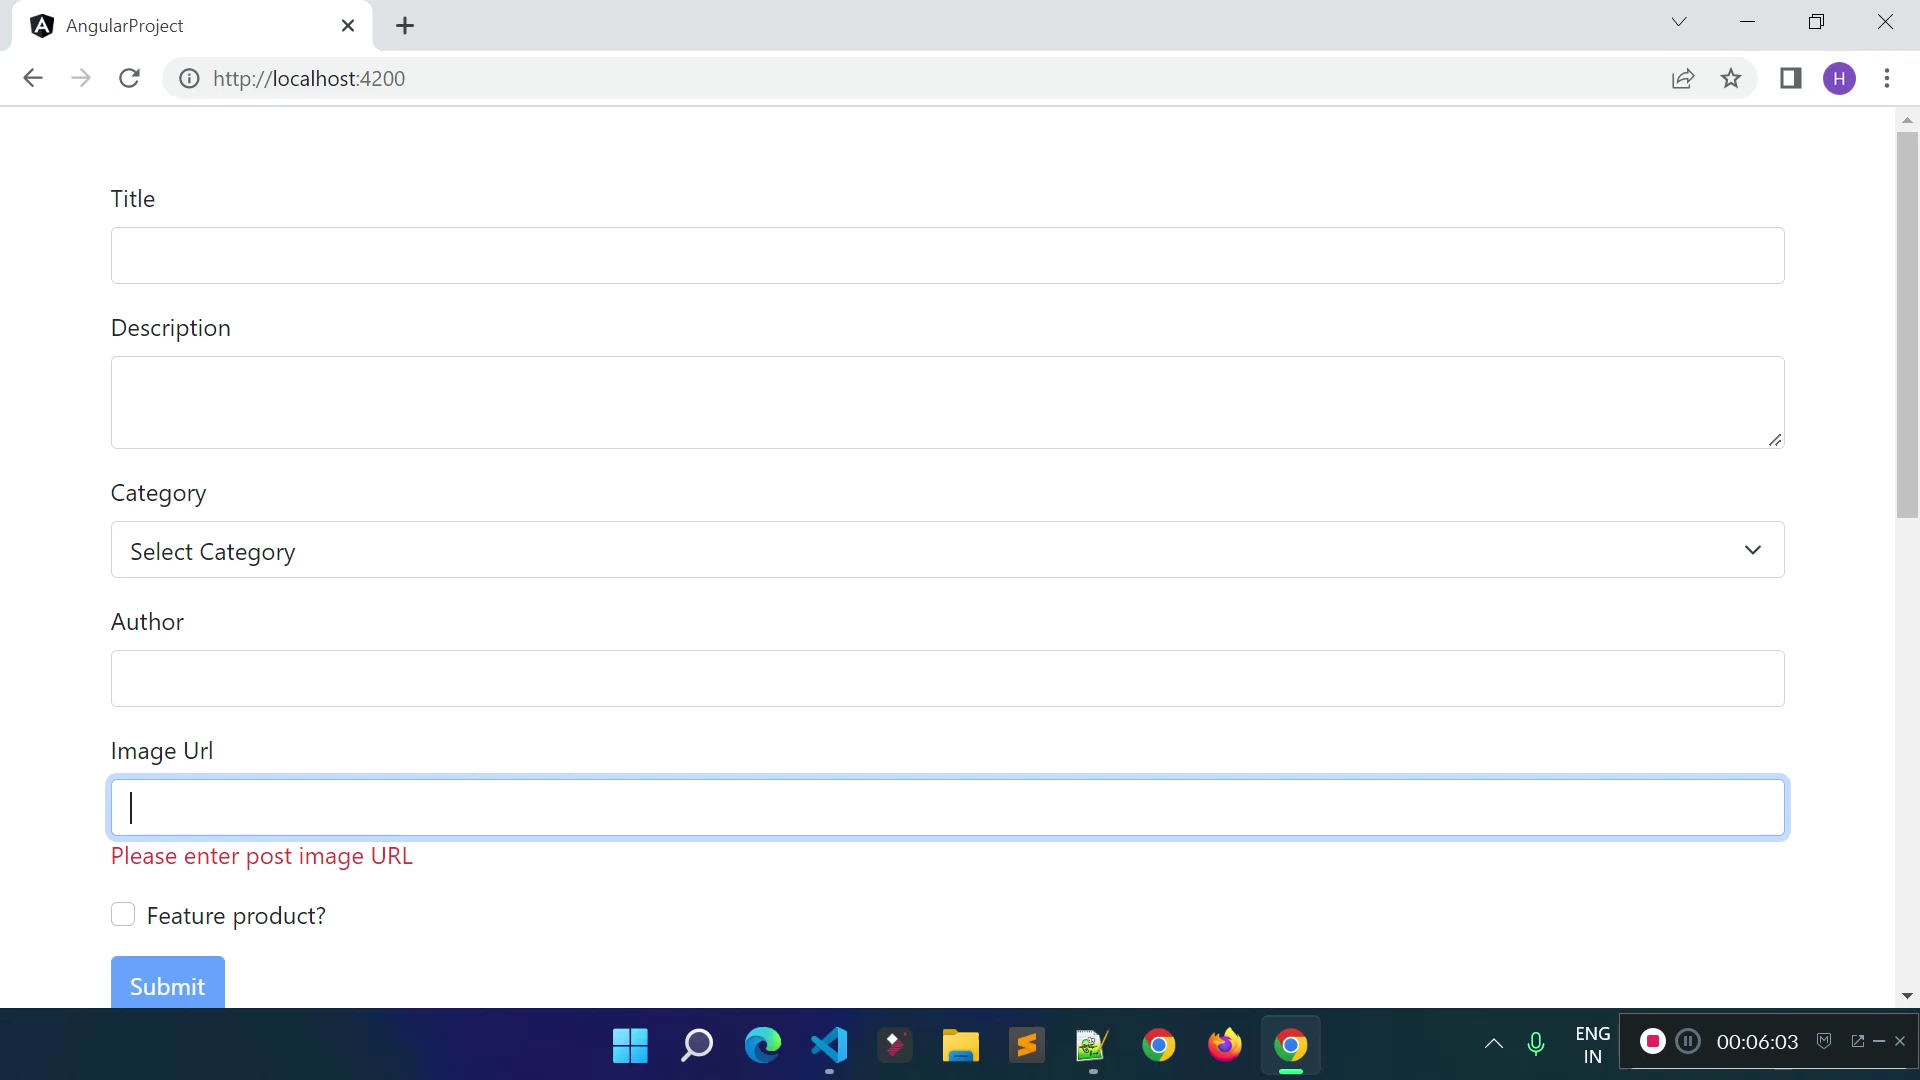 AngularProject
http://localhost:4200
H
Title
Description
Category
Select Category
Author
Image Url
Please enter post image URL
Feature product?
Submit
ENG
IN
00:06:03